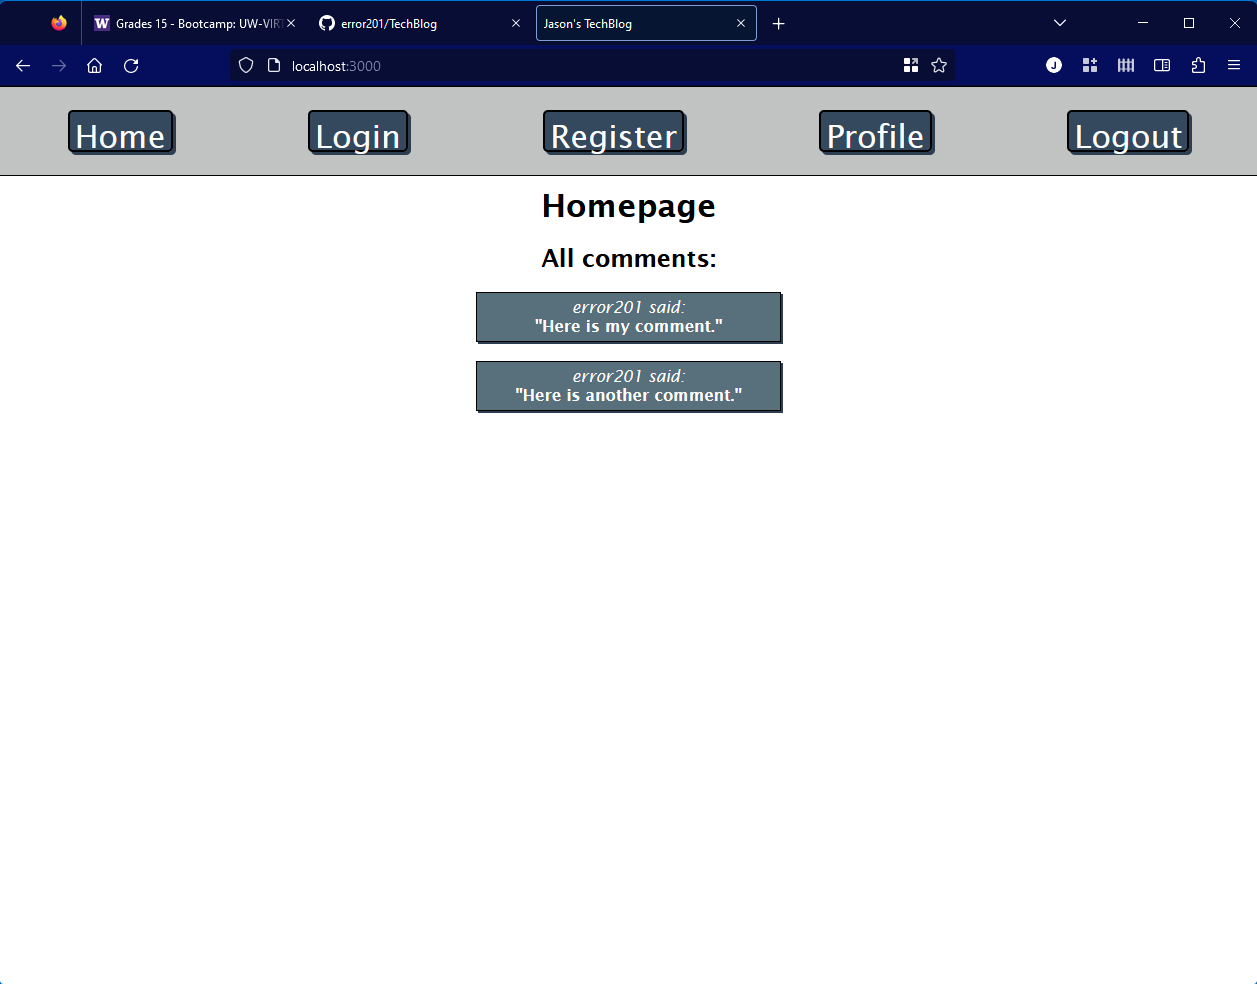 Grades 15 - Bootcamp: UW-VIRT
error201/TechBlog
Jason's TechBlog
localhost:3000
J
Home
Login
Register
Profile
Logout
Homepage
All comments:
error201 said:
"Here is my comment."
error201 said:
"Here is another comment."